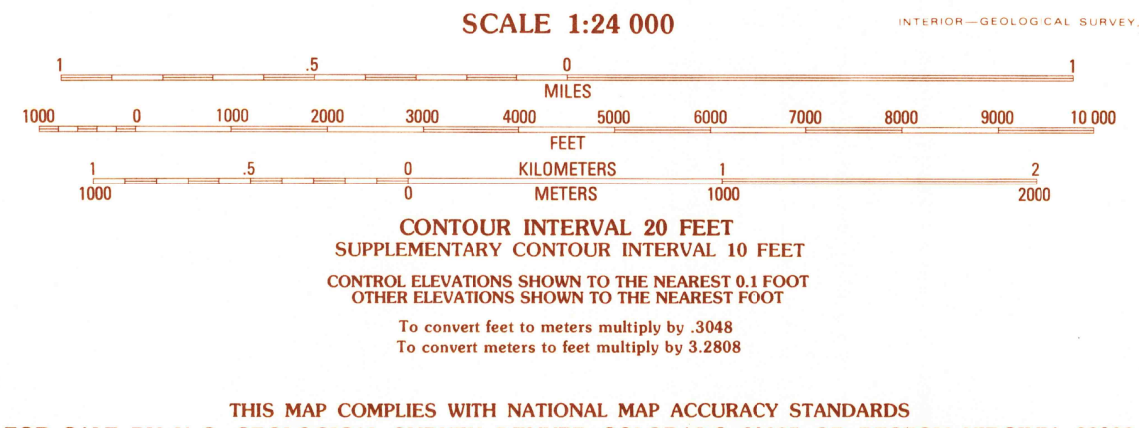 SCALE 1:24 000
INTERIOR—GEOLOGICAL SURVEY,
1 .5 0 1
MILES
1000 0 1000 2000 3000 4000 5000 6000 7000 8000 9000 10 000
FEET
1 .5 0 KILOMETERS 1 2
1000 0 METERS 1000 2000
CONTOUR INTERVAL 20 FEET
SUPPLEMENTARY CONTOUR INTERVAL 10 FEET
CONTROL ELEVATIONS SHOWN TO THE NEAREST 0.1 FOOT
OTHER ELEVATIONS SHOWN TO THE NEAREST FOOT
To convert feet to meters multiply by .3048
To convert meters to feet multiply by 3.2808
THIS MAP COMPLIES WITH NATIONAL MAP ACCURACY STANDARDS